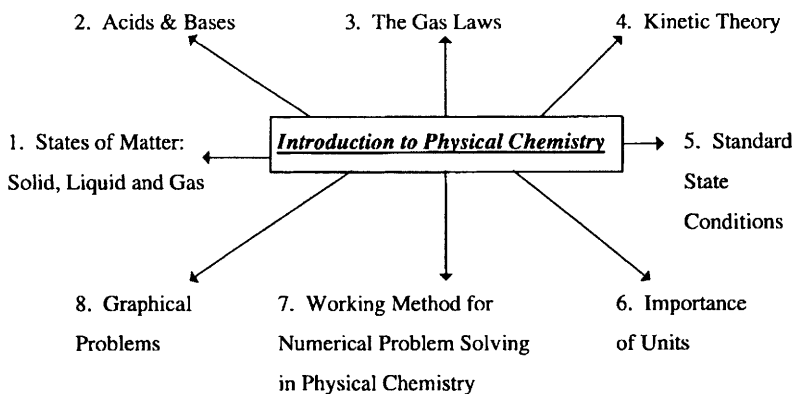 2. Acids & Bases
3. The Gas Laws
4. Kinetic Theory
1. States of Matter:
Solid, Liquid and Gas
Introduction to Physical Chemistry
5. Standard
State
Conditions
8. Graphical
Problems
7. Working Method for
Numerical Problem Solving
in Physical Chemistry
6. Importance
of Units